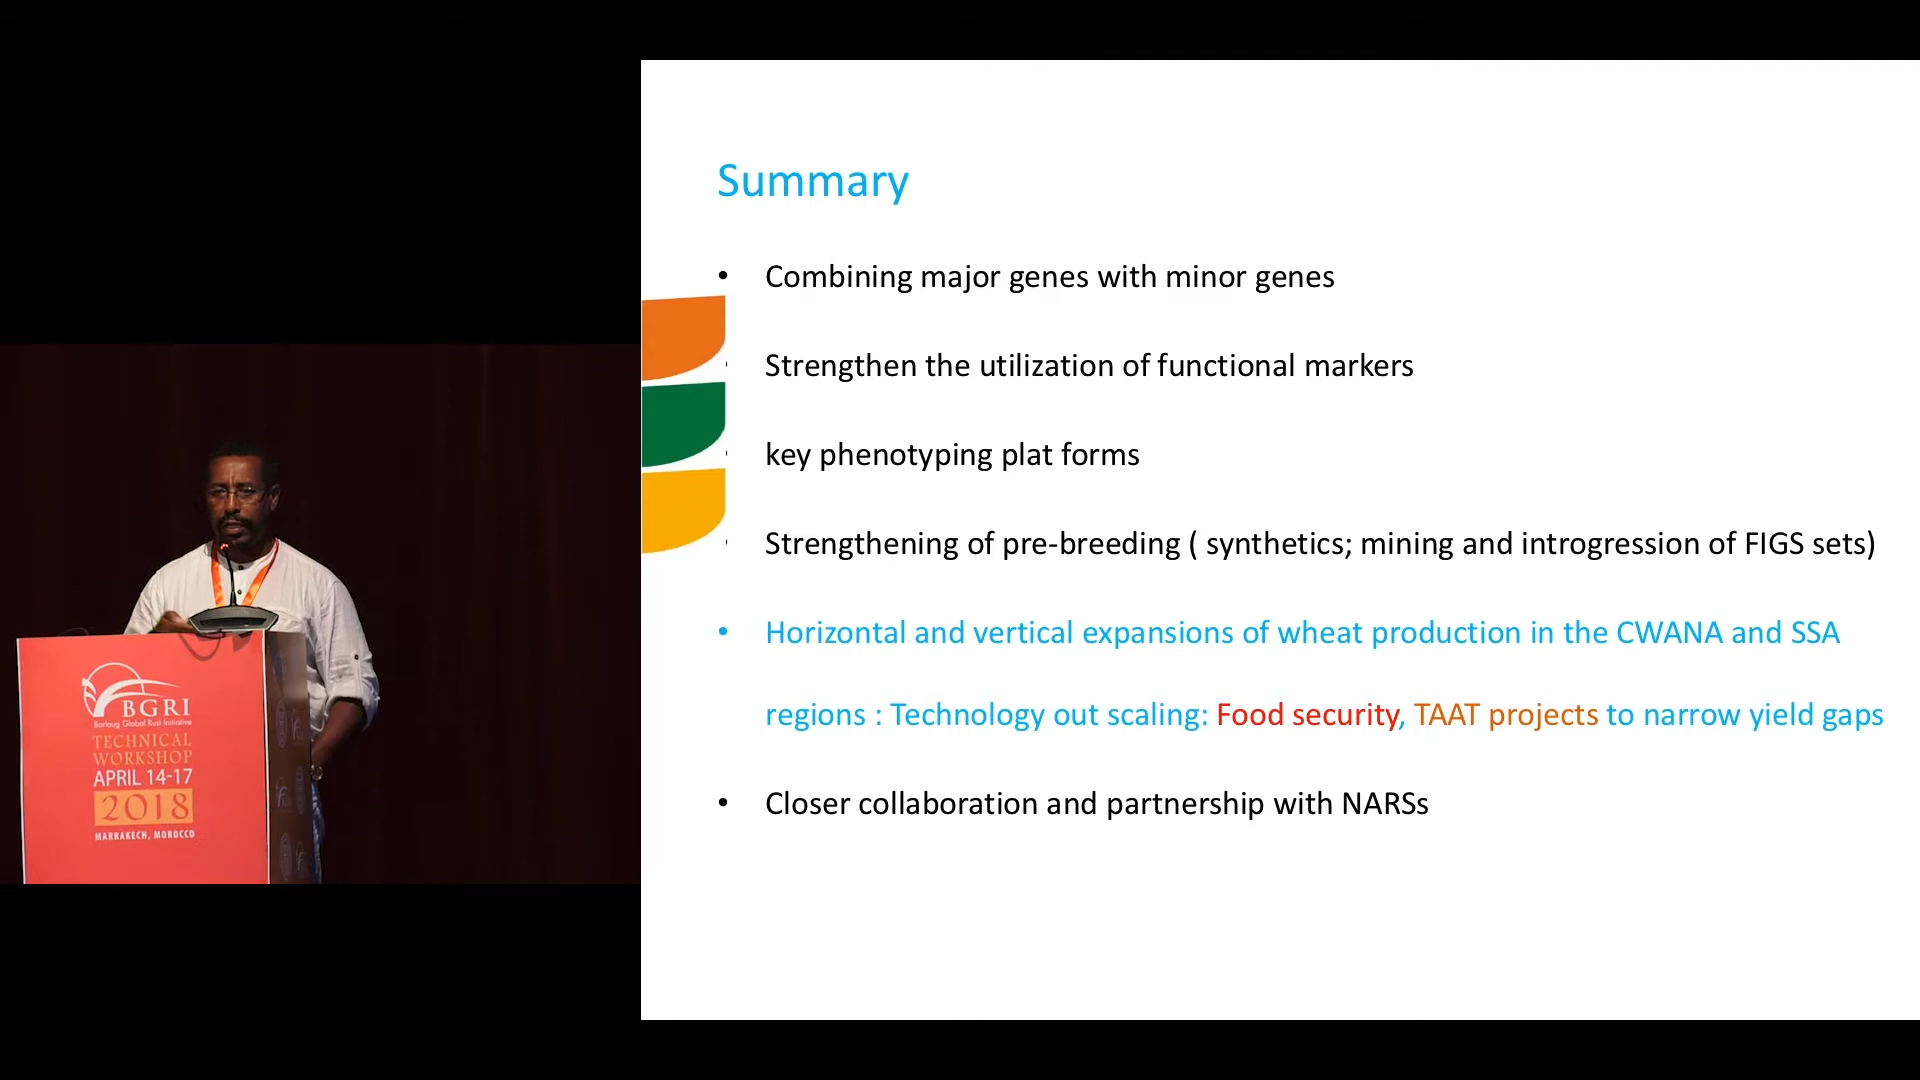 BGRI
Borlaug Global Rust Initiative
TECHNICAL
WORKSHOP
APRIL 14-17
2018
MARRAKECH, MOROCCO
Summary
• Combining major genes with minor genes
• Strengthen the utilization of functional markers
• key phenotyping plat forms
• Strengthening of pre-breeding ( synthetics; mining and introgression of FIGS sets)
• Horizontal and vertical expansions of wheat production in the CWANA and SSA
regions : Technology out scaling: Food security, TAAT projects to narrow yield gaps
• Closer collaboration and partnership with NARSs